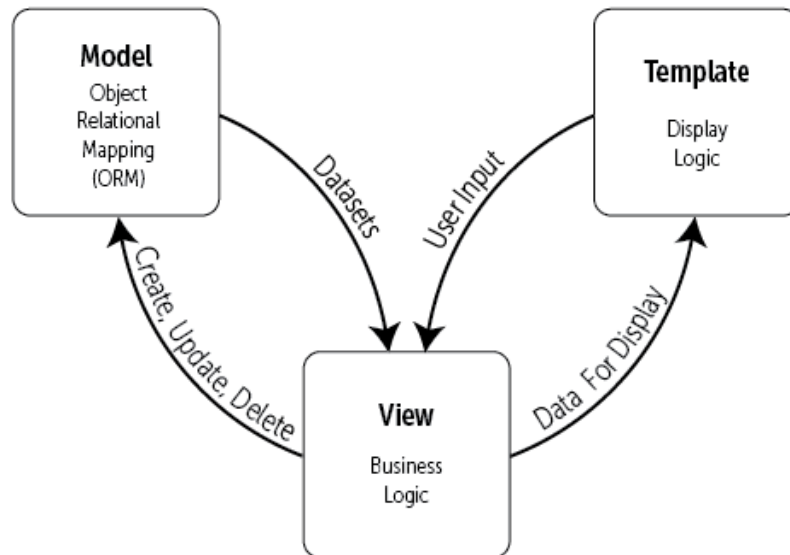 Model
Object
Relational
Mapping
(ORM)
Template
Display
Logic
Datasets
User Input
Create, Update, Delete
Data For Display
View
Business
Logic